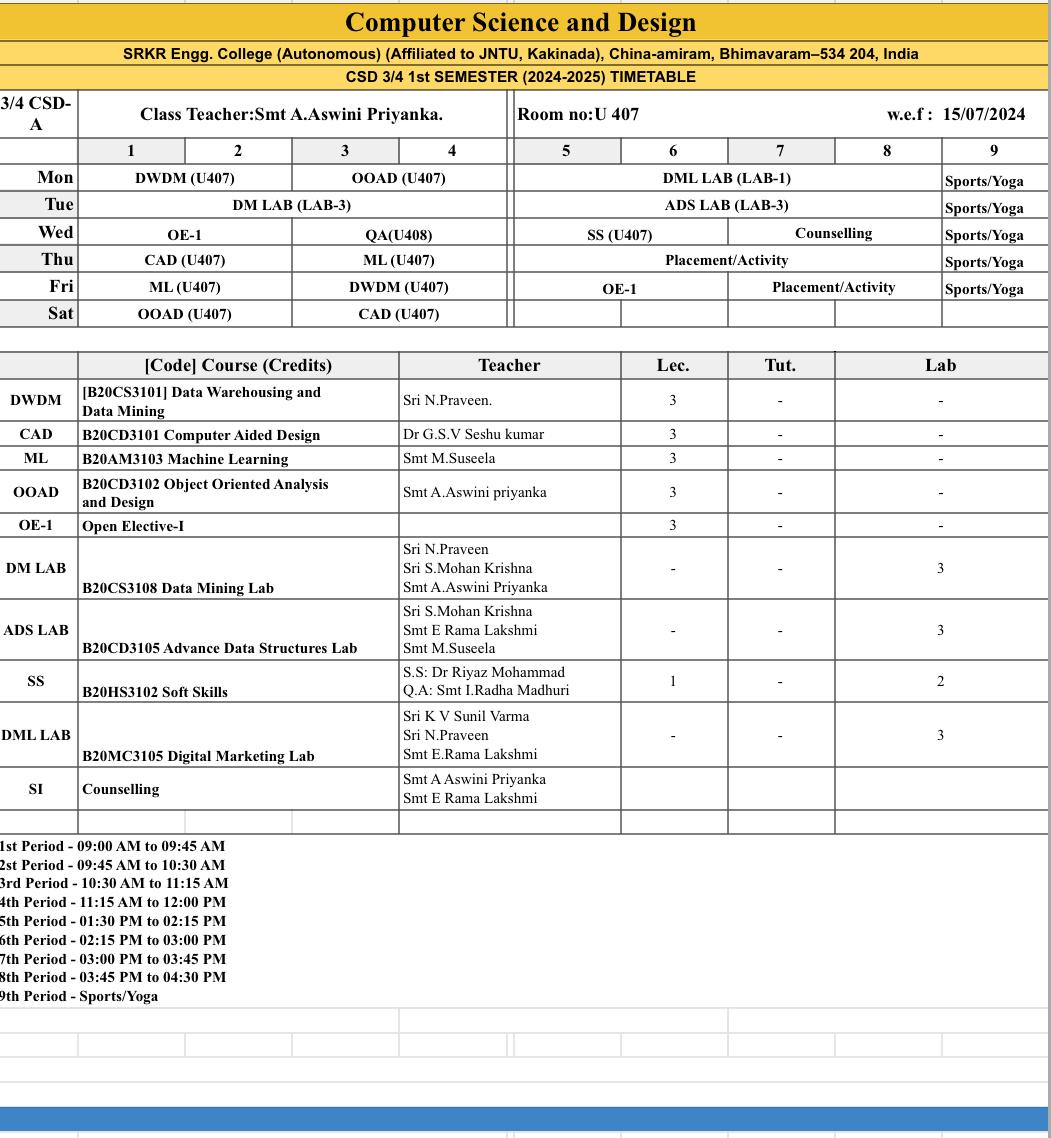 Computer Science and Design
SRKR Engg. College (Autonomous) (Affiliated to JNTU, Kakinada), China-amiram, Bhimavaram–534 204, India
CSD 3/4 1st SEMESTER (2024-2025) TIMETABLE
3/4 CSD-
A
Class Teacher:Smt A.Aswini Priyanka.
Room no:U 407
w.e.f : 15/07/2024
1 2 3 4 5 6 7 8 9
Mon DWDM (U407) OOAD (U407) DML LAB (LAB-1) Sports/Yoga
Tue DM LAB (LAB-3) ADS LAB (LAB-3) Sports/Yoga
Wed OE-1 QA(U408) SS (U407) Counselling Sports/Yoga
Thu CAD (U407) ML (U407) Placement/Activity Sports/Yoga
Fri ML (U407) DWDM (U407) OE-1 Placement/Activity Sports/Yoga
Sat OOAD (U407) CAD (U407)
[Code] Course (Credits) Teacher Lec. Tut. Lab
DWDM [B20CS3101] Data Warehousing and
Data Mining Sri N.Praveen. 3 - -
CAD B20CD3101 Computer Aided Design Dr G.S.V Seshu kumar 3 - -
ML B20AM3103 Machine Learning Smt M.Suseela 3 - -
OOAD B20CD3102 Object Oriented Analysis
and Design Smt A.Aswini priyanka 3 - -
OE-1 Open Elective-I 3 - -
DM LAB B20CS3108 Data Mining Lab Sri N.Praveen
Sri S.Mohan Krishna
Smt A.Aswini Priyanka - - 3
ADS LAB B20CD3105 Advance Data Structures Lab Sri S.Mohan Krishna
Smt E Rama Lakshmi
Smt M.Suseela - - 3
SS B20HS3102 Soft Skills S.S: Dr Riyaz Mohammad
Q.A: Smt I.Radha Madhuri 1 - 2
DML LAB B20MC3105 Digital Marketing Lab Sri K V Sunil Varma
Sri N.Praveen
Smt E.Rama Lakshmi - - 3
SI Counselling Smt A Aswini Priyanka
Smt E Rama Lakshmi
1st Period - 09:00 AM to 09:45 AM
2st Period - 09:45 AM to 10:30 AM
3rd Period - 10:30 AM to 11:15 AM
4th Period - 11:15 AM to 12:00 PM
5th Period - 01:30 PM to 02:15 PM
6th Period - 02:15 PM to 03:00 PM
7th Period - 03:00 PM to 03:45 PM
8th Period - 03:45 PM to 04:30 PM
9th Period - Sports/Yoga